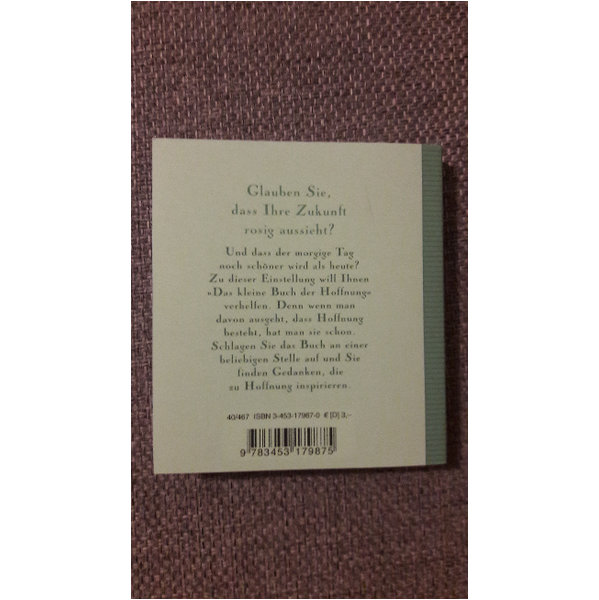 Glauben Sie,
dass Ihre Zukunft
rosig aussieht?
Und dass der morgige Tag
noch schöner wird als heute?
Zu dieser Einstellung will Ihnen
»Das kleine Buch der Hoffnung«
verhelfen. Denn wenn man
davon ausgeht, dass Hoffnung
besteht, hat man sie schon.
Schlagen Sie das Buch an einer
beliebigen Stelle auf und Sie
finden Gedanken, die
zu Hoffnung inspirieren.
40/467 ISBN 3-453-17987-0 € [D] 3,–
9 783453 179875